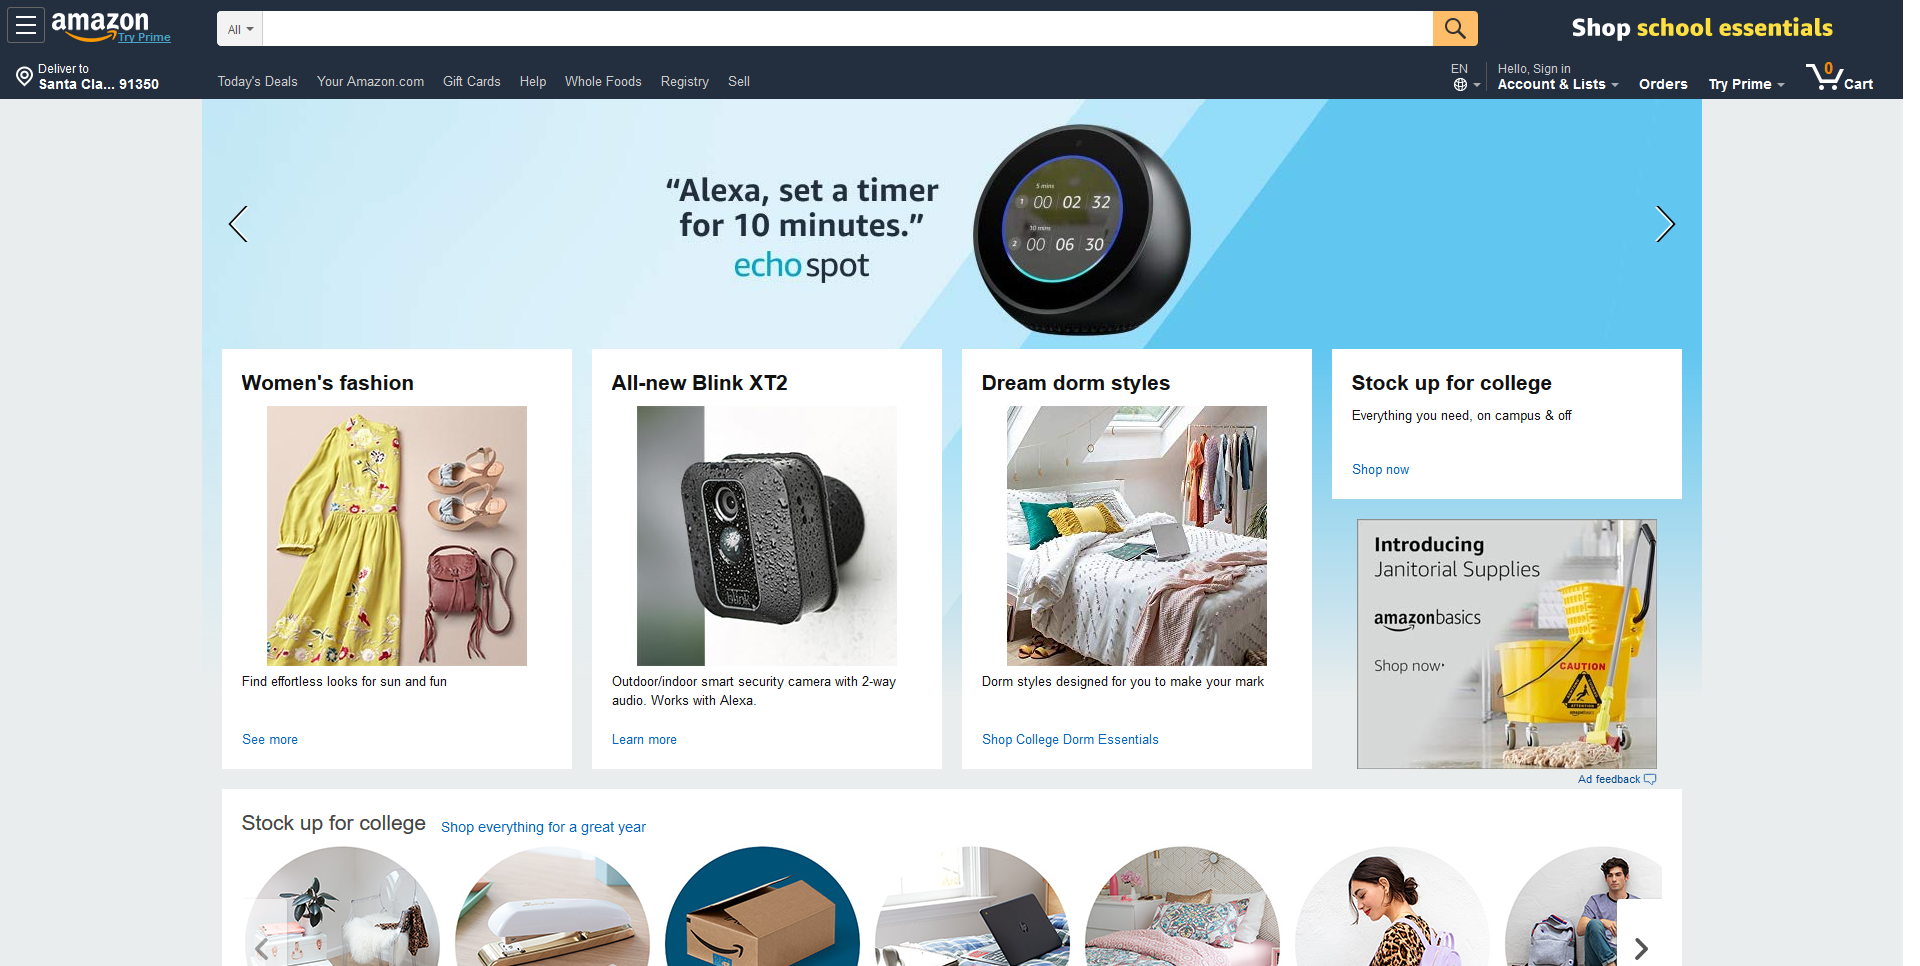 amazon
Try Prime
All
Shop school essentials
Deliver to
Santa Cla... 91350
Today's Deals
Your Amazon.com
Gift Cards
Help
Whole Foods
Registry
Sell
EN
Hello, Sign in
Account & Lists
Orders
Try Prime
0
Cart
“Alexa, set a timer
for 10 minutes.”
echo spot
5 mins
1 00 02 32
10 mins
2 00 06 30
Women's fashion
Find effortless looks for sun and fun
See more
All-new Blink XT2
blink
Outdoor/indoor smart security camera with 2-way
audio. Works with Alexa.
Learn more
Dream dorm styles
Dorm styles designed for you to make your mark
Shop College Dorm Essentials
Stock up for college
Everything you need, on campus & off
Shop now
Introducing
Janitorial Supplies
amazonbasics
Shop now
CAUTION
ATTENTION
amazonbasics
Ad feedback
Stock up for college
Shop everything for a great year